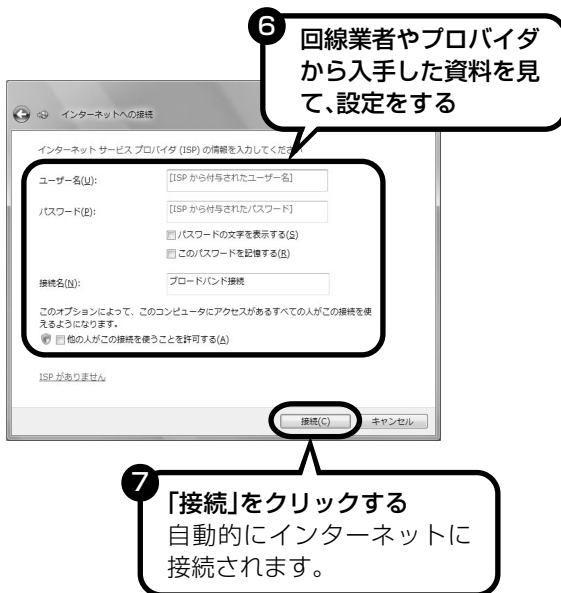 6
回線業者やプロバイダ
から入手した資料を見
て、設定をする
インターネットへの接続
インターネット サービス プロバイダ (ISP) の情報を入力してくださ
ユーザー名(U):
[ISP から付与されたユーザー名]
パスワード(P):
[ISP から付与されたパスワード]
パスワードの文字を表示する(S)
このパスワードを記憶する(R)
接続名(N):
ブロードバンド接続
このオプションによって、このコンピュータにアクセスがあるすべての人がこの接続を使
えるようになります。
他の人がこの接続を使うことを許可する(A)
ISP がありません
接続(C)
キャンセル
7
「接続」をクリックする
自動的にインターネットに
接続されます。